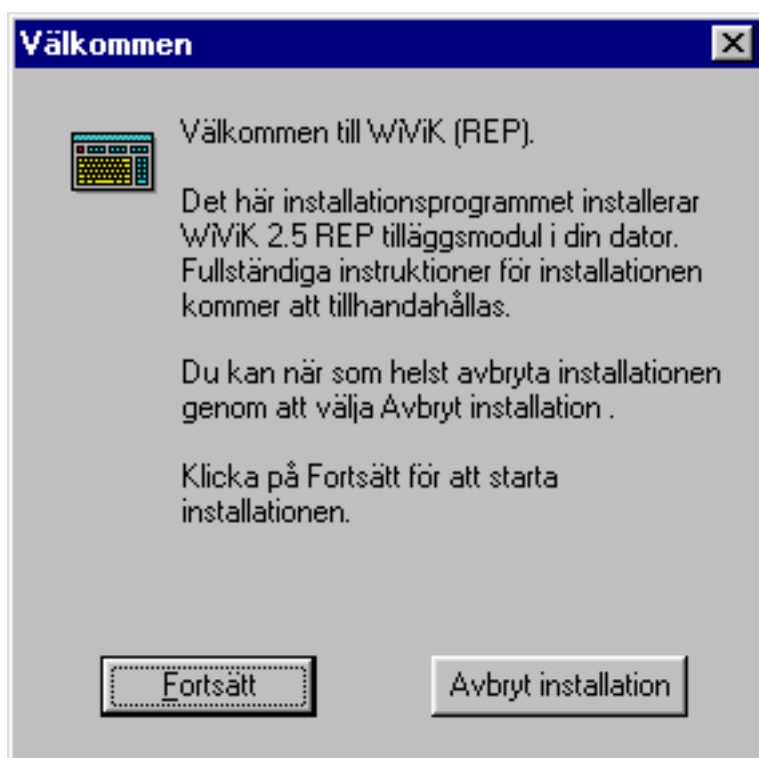 Välkommen
Välkommen till WiViK (REP).
Det här installationsprogrammet installerar
WiViK 2.5 REP tilläggsmodul i din dator.
Fullständiga instruktioner för installationen
kommer att tillhandahållas.
Du kan när som helst avbryta installationen
genom att välja Avbryt installation .
Klicka på Fortsätt för att starta
installationen.
Fortsätt
Avbryt installation